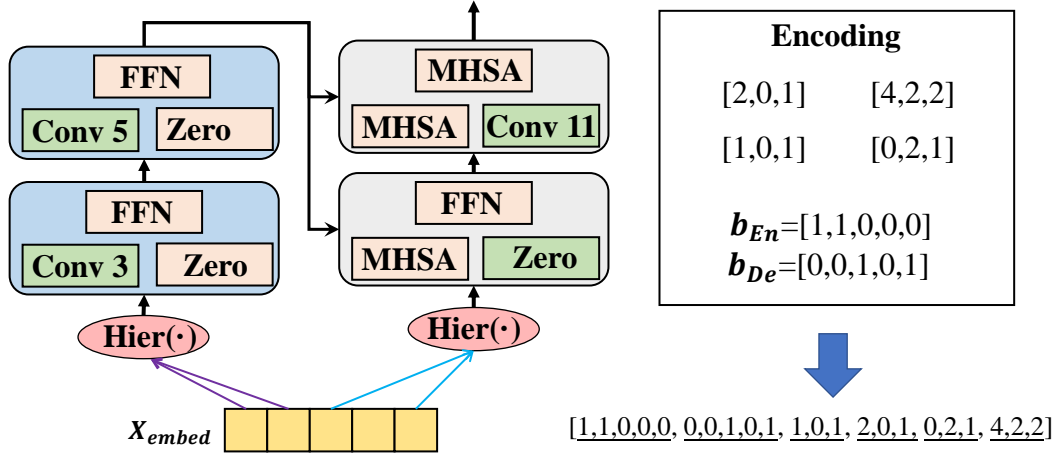 FFN
Conv 5
Zero
FFN
Conv 3
Zero
Hier(·)
MHSA
MHSA
Conv 11
FFN
MHSA
Zero
Hier(·)
X_embed
Encoding
[2,0,1] [4,2,2]
[1,0,1] [0,2,1]
b_En=[1,1,0,0,0]
b_De=[0,0,1,0,1]
[1,1,0,0,0, 0,0,1,0,1, 1,0,1, 2,0,1, 0,2,1, 4,2,2]